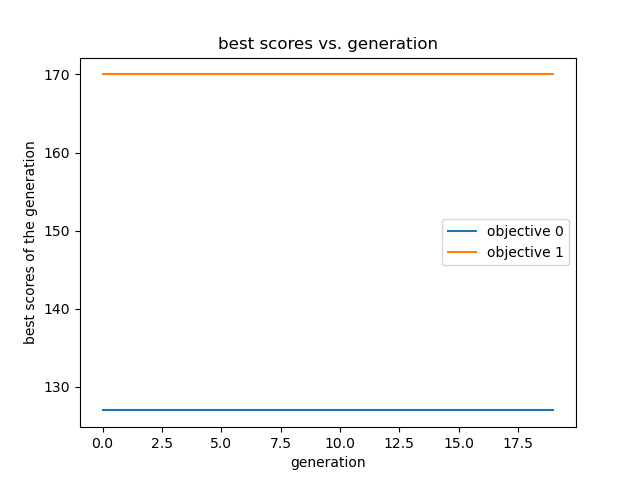 best scores vs. generation
best scores of the generation
170
160
150
140
130
objective 0
objective 1
0.0 2.5 5.0 7.5 10.0 12.5 15.0 17.5
generation